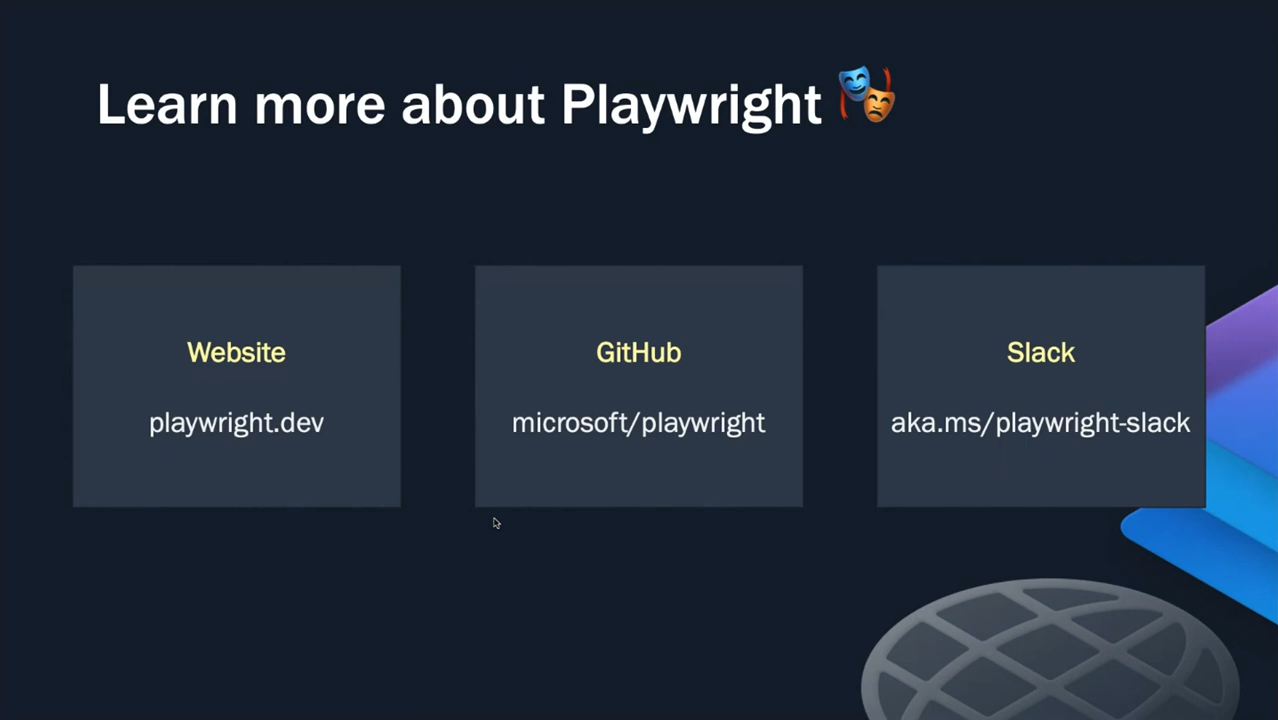 Learn more about Playwright 🎭
Website
playwright.dev
GitHub
microsoft/playwright
Slack
aka.ms/playwright-slack